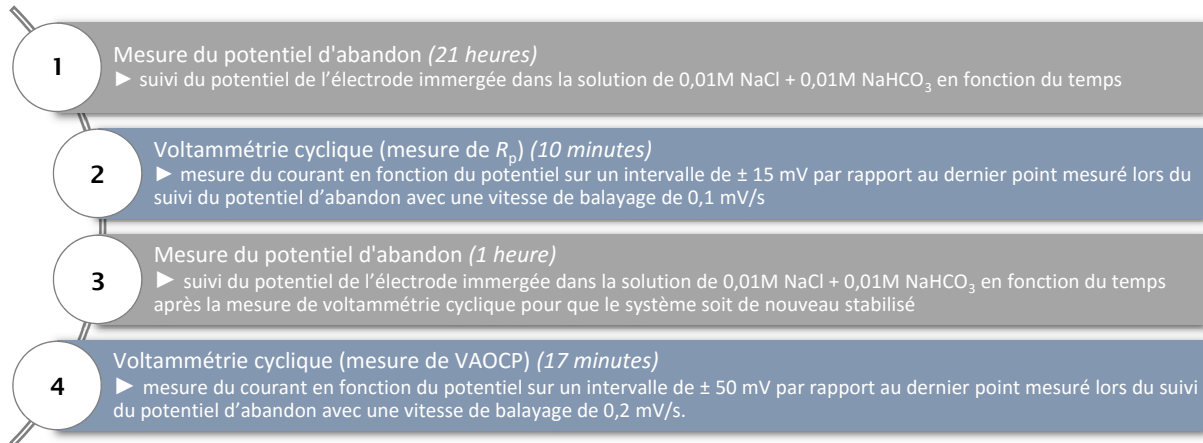 1
Mesure du potentiel d'abandon (21 heures)
► suivi du potentiel de l’électrode immergée dans la solution de 0,01M NaCl + 0,01M NaHCO₃ en fonction du temps
2
Voltammétrie cyclique (mesure de Rₚ) (10 minutes)
► mesure du courant en fonction du potentiel sur un intervalle de ± 15 mV par rapport au dernier point mesuré lors du
suivi du potentiel d’abandon avec une vitesse de balayage de 0,1 mV/s
3
Mesure du potentiel d'abandon (1 heure)
► suivi du potentiel de l’électrode immergée dans la solution de 0,01M NaCl + 0,01M NaHCO₃ en fonction du temps
après la mesure de voltammétrie cyclique pour que le système soit de nouveau stabilisé
4
Voltammétrie cyclique (mesure de VAOCP) (17 minutes)
► mesure du courant en fonction du potentiel sur un intervalle de ± 50 mV par rapport au dernier point mesuré lors du suivi
du potentiel d’abandon avec une vitesse de balayage de 0,2 mV/s.